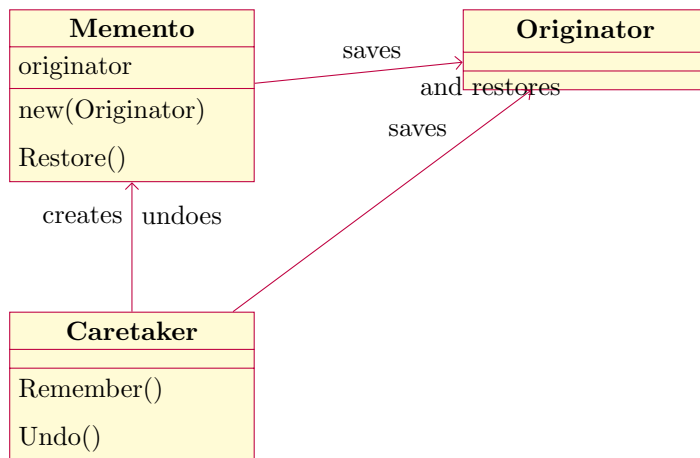 Memento
originator
new(Originator)
Restore()
saves
and restores
Originator
saves
creates
undoes
Caretaker
Remember()
Undo()